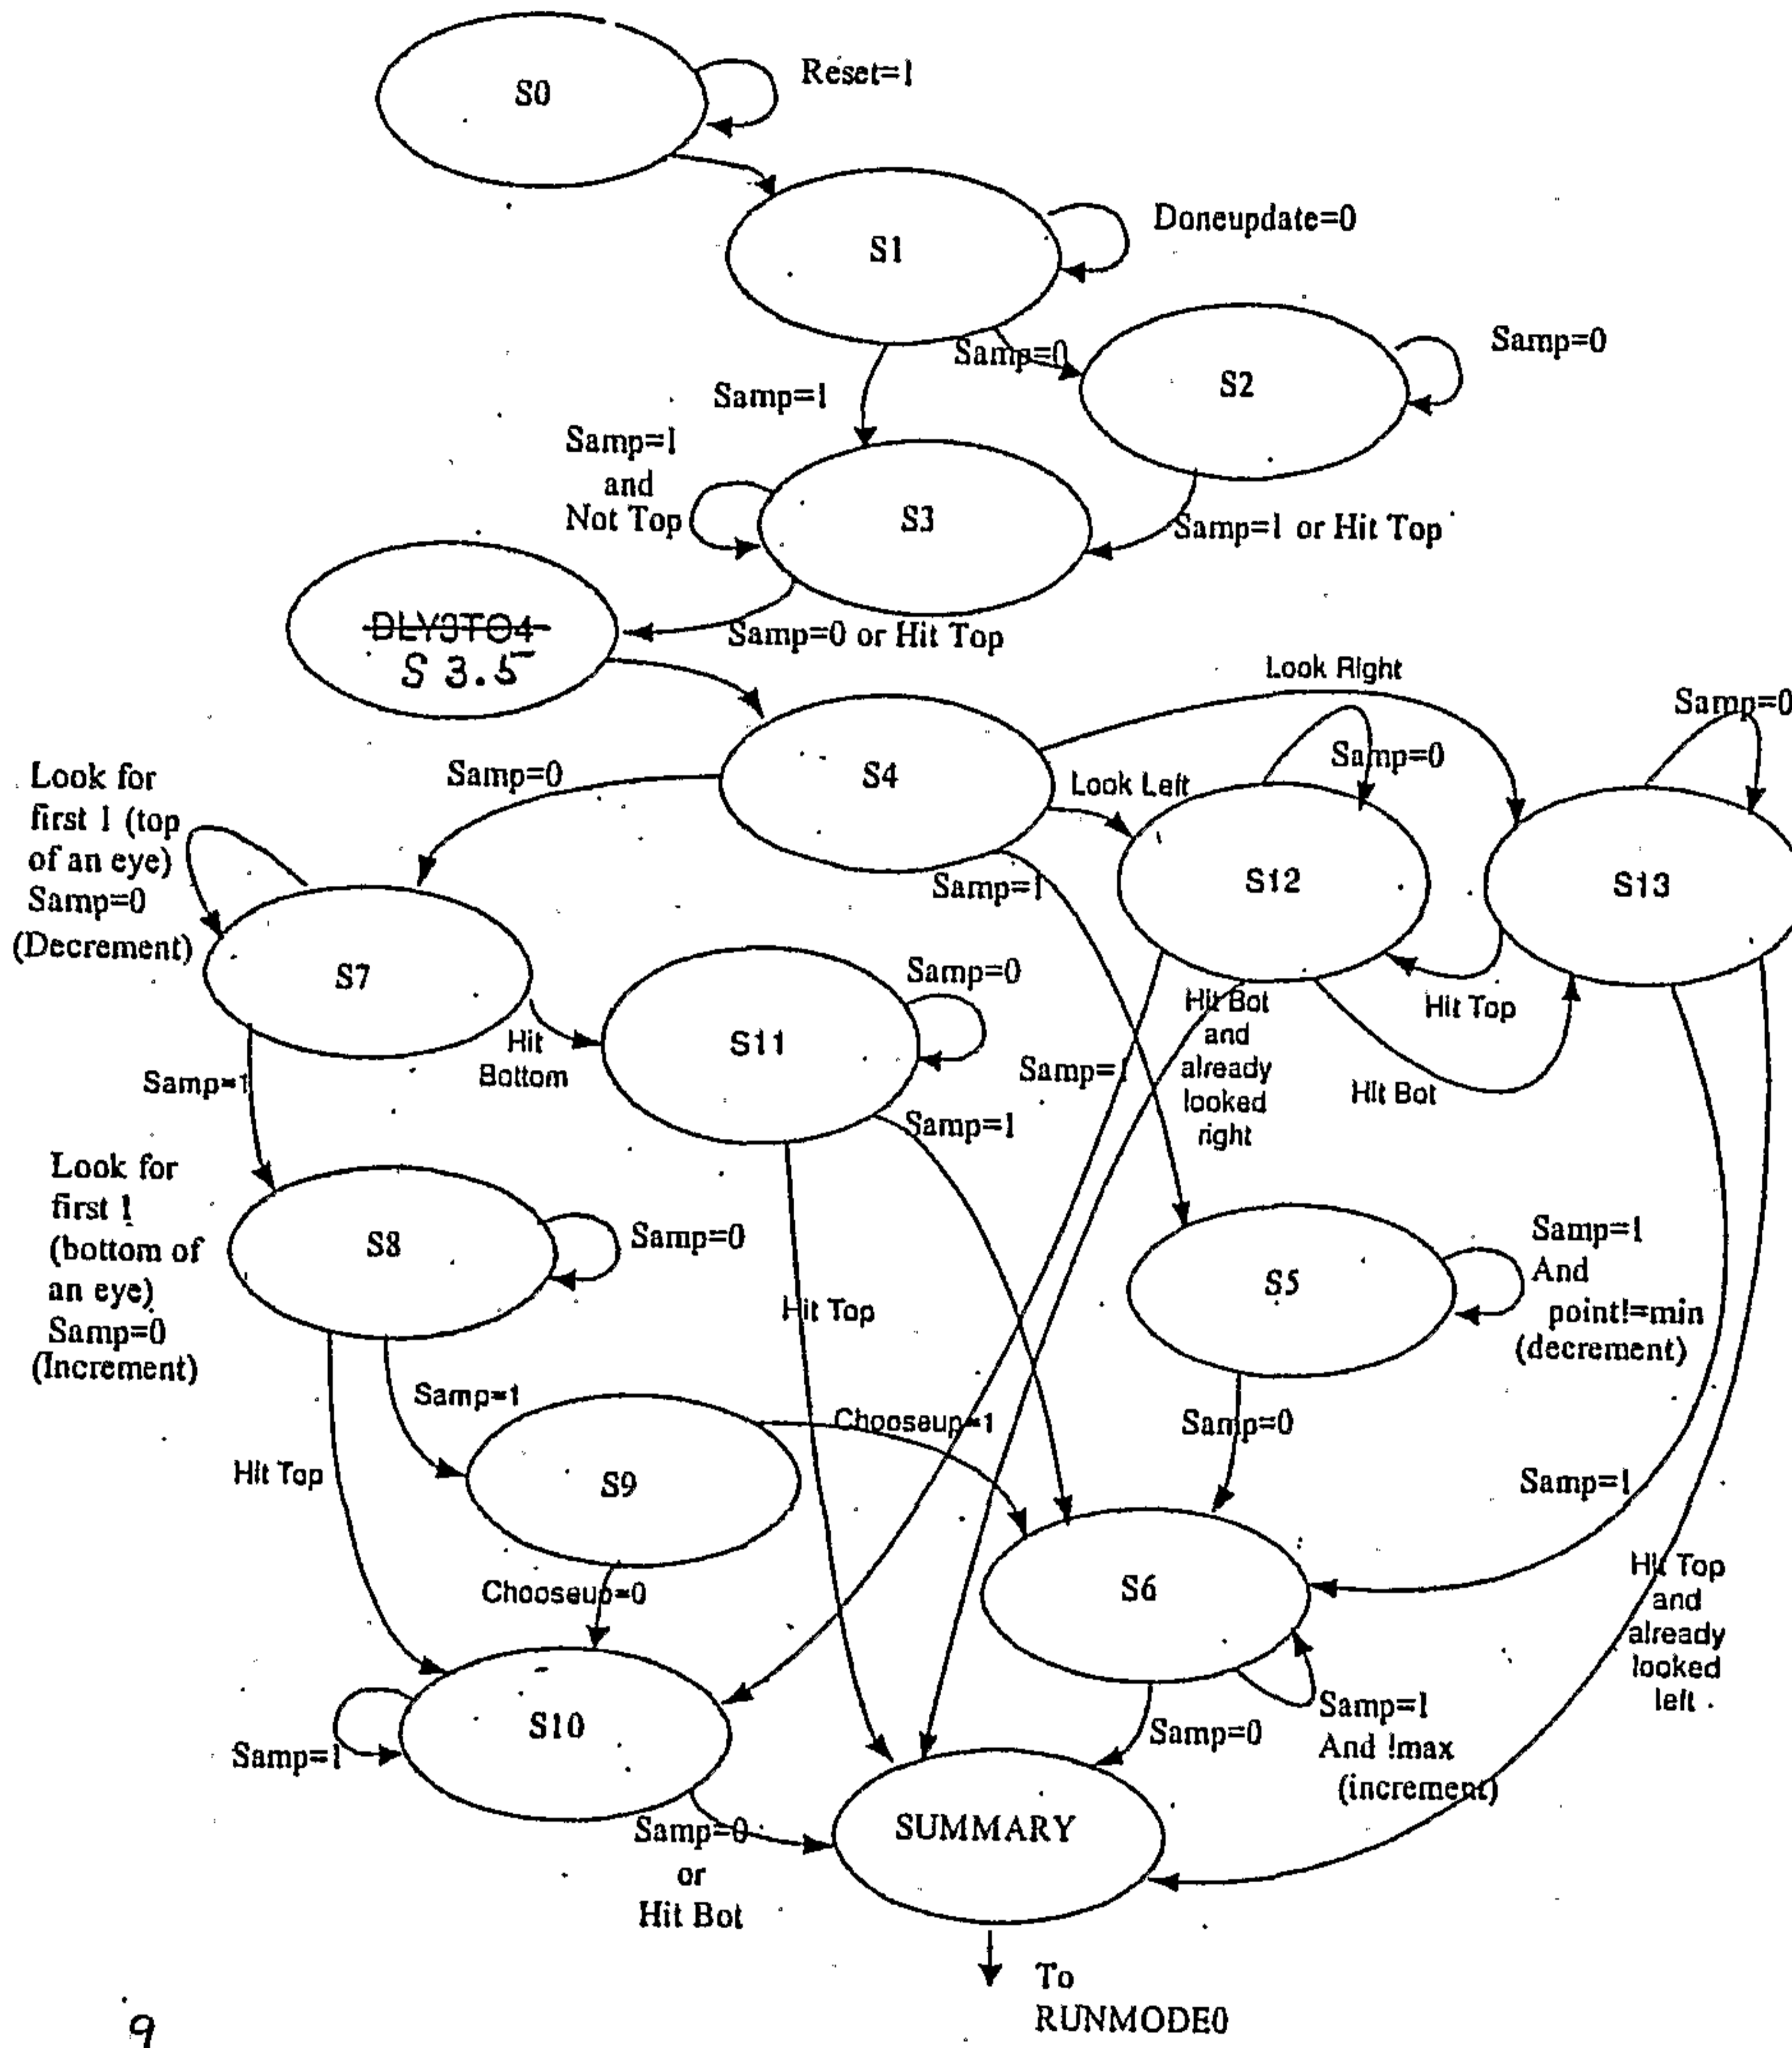 S0
Reset=1
S1
Doneupdate=0
Samp=0
S2
Samp=0
Samp=1
Samp=1
and
Not Top
S3
Samp=1 or Hit Top
DLY3TO4
S 3.5
Samp=0 or Hit Top
Look Right
Samp=0
Samp=0
S4
Samp=0
Look Left
Look for
first 1 (top
of an eye)
Samp=0
(Decrement)
Samp=1
S12
S13
S7
Samp=0
S11
Hit
Bottom
Hit Bot
and
already
looked
right
Hit Top
Samp=1
Samp=1
Hit Bot
Samp=1
Look for
first 1
(bottom of
an eye)
Samp=0
(Increment)
S8
Samp=0
Samp=1
And
point!=min
(decrement)
S5
Hit Top
Samp=1
Chooseup=1
Samp=0
Hit Top
S9
Samp=1
Chooseup=0
S6
Hit Top
and
already
looked
left
S10
Samp=1
Samp=0
Samp=1
And !max
(increment)
Samp=0
or
Hit Bot
SUMMARY
To
RUNMODE0
9